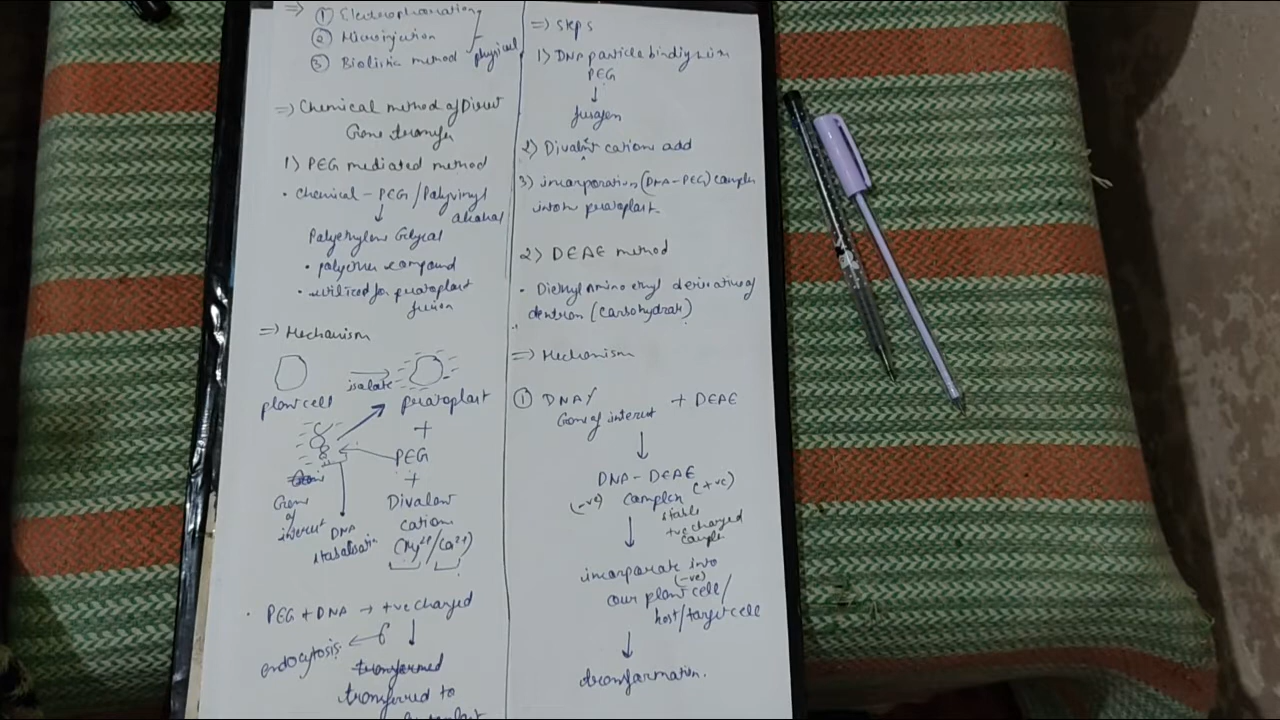 ⇒ ① Electroporation
② Microinjection
③ Biolistic method
physical
⇒ Chemical method of Direct
Gene transfer
1) PEG mediated method
• Chemical – PEG / Polyvinyl
alcohol
↓
Polyethylene Glycol
• polyether compound
• utilized for protoplast
fusion
⇒ Mechanism
plant cell
isolate
protoplast
+
PEG
+
Divalent
cation
(Mg²⁺/Ca²⁺)
Gene
of
interest
DNA
stabalisation
• PEG + DNA → +ve charged
endocytosis
transformed
transferred to
⇒ Steps
1) DNA particle binding
PEG
↓
fusogen
2) Divalent cation add
3) incorporation (DNA-PEG) complex
into protoplast
2) DEAE method
• Diethyl amino ethyl derivative of
dextron (Carbohydrate)
⇒ Mechanism
① DNA /
Gene of interest + DEAE
↓
DNA - DEAE
(-ve) Complex (+ve)
stable
+ve charged
complex
↓
incorporate into
(-ve)
our plant cell/
host/target cell
↓
transformation.